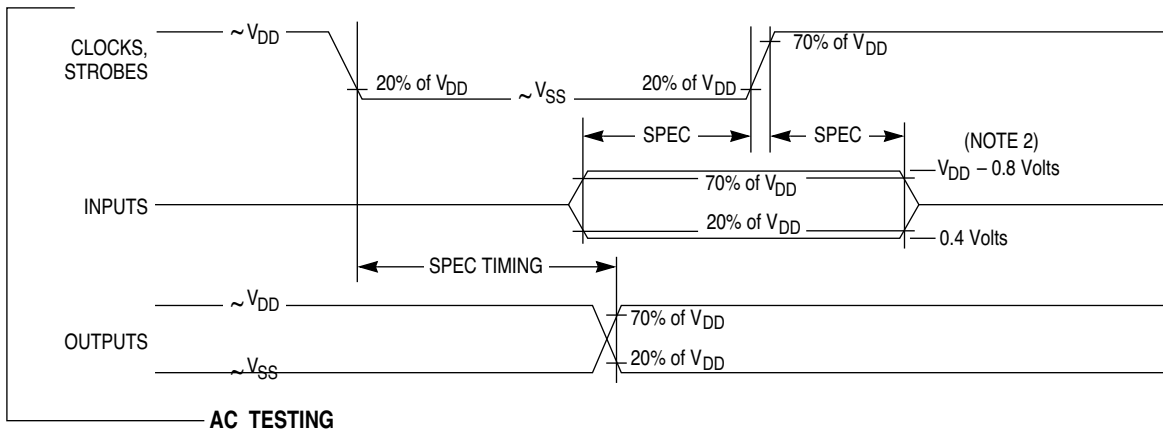 CLOCKS,
STROBES
~ VDD
20% of VDD
~ VSS
20% of VDD
70% of VDD
SPEC
SPEC
(NOTE 2)
VDD – 0.8 Volts
INPUTS
70% of VDD
20% of VDD
0.4 Volts
SPEC TIMING
OUTPUTS
~ VDD
70% of VDD
20% of VDD
~ VSS
AC TESTING